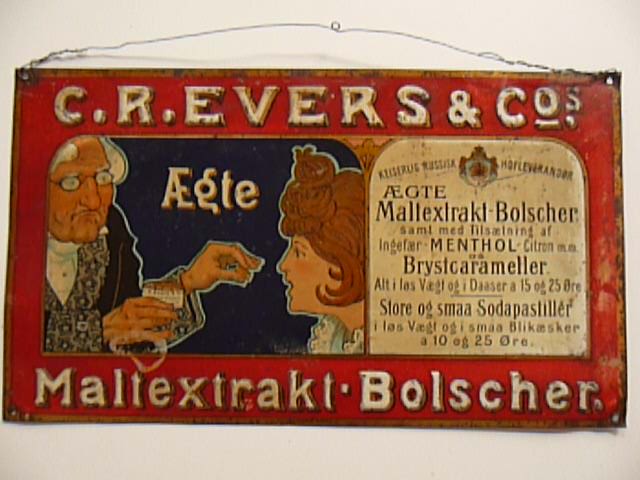 C.R. EVERS & Cos.
Ægte
KEISERLIG RUSSISK HOFLEVERANDØR
ÆGTE
Maltextrakt-Bolscher
samt med Tilsætning af
Ingefær-MENTHOL-Citron m.m.
og
Brystcarameller
Alt i løs Vægt og i Daaser a 15 og 25 Øre
Store og smaa Sodapastiller
i løs Vægt og i smaa Blikæsker
a 10 og 25 Øre.
Maltextrakt-Bolscher.